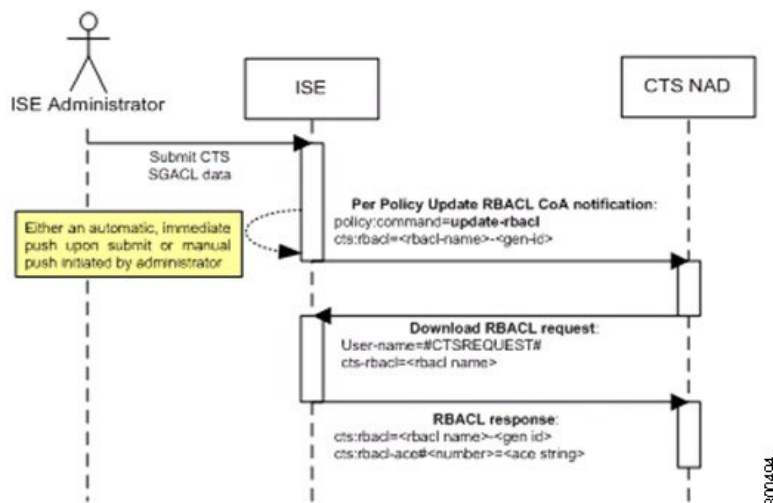 ISE Administrator
ISE
CTS NAD
Submit CTS
SGACL data
Either an automatic, immediate
push upon submit or manual
push initiated by administrator
Per Policy Update RBACL CoA notification:
policy:command=update-rbacl
cts:rbacl=<rbacl-name>-<gen-id>
Download RBACL request:
User-name=#CTSREQUEST#
cts-rbacl=<rbacl name>
RBACL response:
cts:rbacl=<rbacl name>-<gen id>
cts:rbacl-ace#<number>=<ace string>
300494